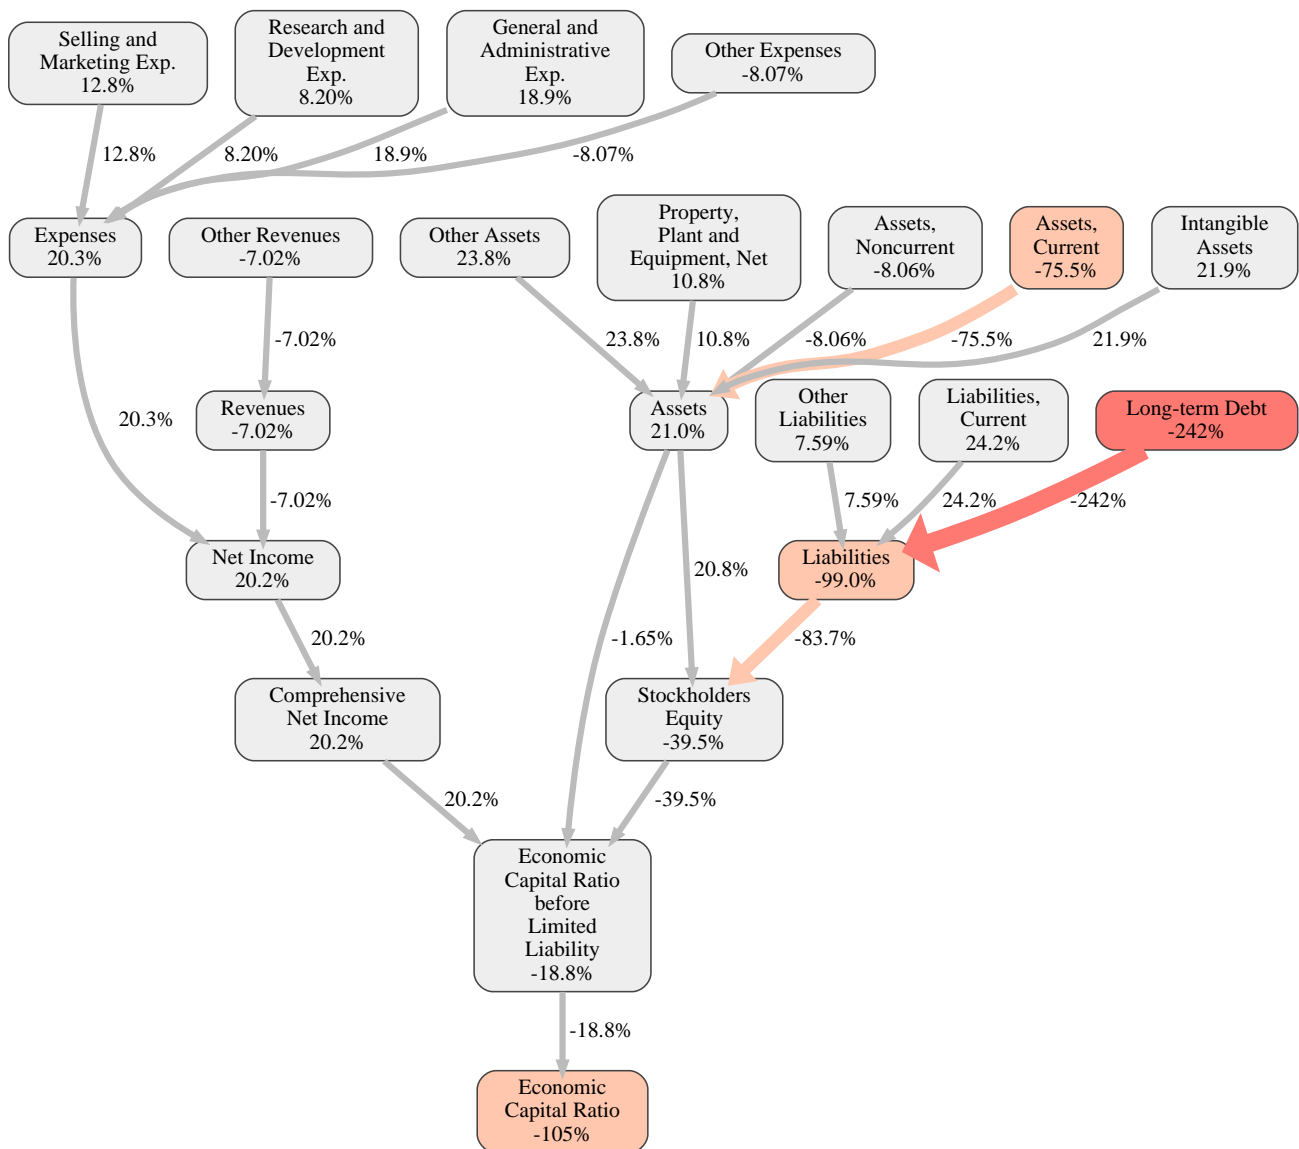 Selling and
Marketing Exp.
12.8%
Research and
Development
Exp.
8.20%
General and
Administrative
Exp.
18.9%
Other Expenses
-8.07%
12.8%
8.20%
18.9%
-8.07%
Expenses
20.3%
Other Revenues
-7.02%
Other Assets
23.8%
Property,
Plant and
Equipment, Net
10.8%
Assets,
Noncurrent
-8.06%
Assets,
Current
-75.5%
Intangible
Assets
21.9%
-7.02%
23.8%
10.8%
-8.06%
-75.5%
21.9%
20.3%
Revenues
-7.02%
Assets
21.0%
Other
Liabilities
7.59%
Liabilities,
Current
24.2%
Long-term Debt
-242%
-7.02%
7.59%
24.2%
-242%
Net Income
20.2%
20.8%
Liabilities
-99.0%
20.2%
-1.65%
-83.7%
Comprehensive
Net Income
20.2%
Stockholders
Equity
-39.5%
20.2%
-39.5%
Economic
Capital Ratio
before
Limited
Liability
-18.8%
-18.8%
Economic
Capital Ratio
-105%